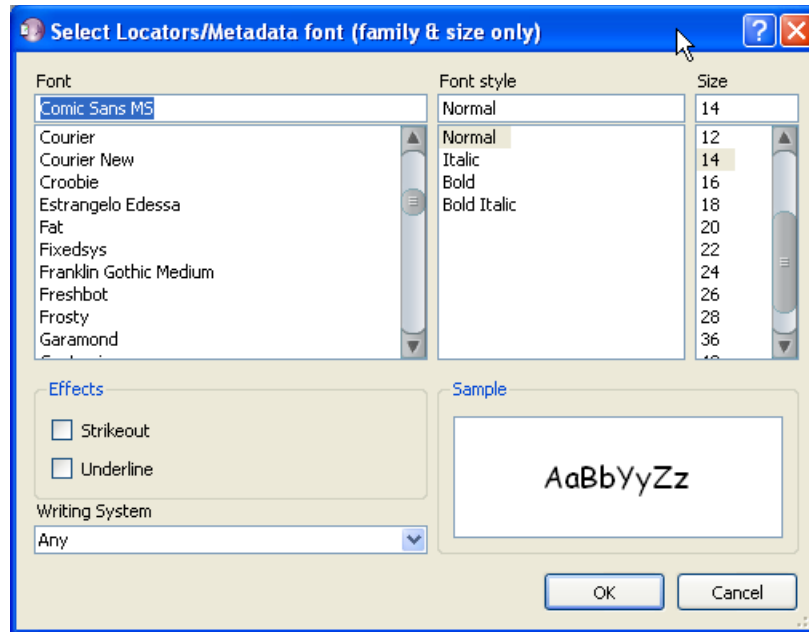 Select Locators/Metadata font (family & size only)
Font
Font style
Size
Comic Sans MS
Normal
14
Courier
Courier New
Croobie
Estrangelo Edessa
Fat
Fixedsys
Franklin Gothic Medium
Freshbot
Frosty
Garamond
Normal
Italic
Bold
Bold Italic
12
14
16
18
20
22
24
26
28
36
Effects
Strikeout
Underline
Sample
AaBbYyZz
Writing System
Any
OK
Cancel